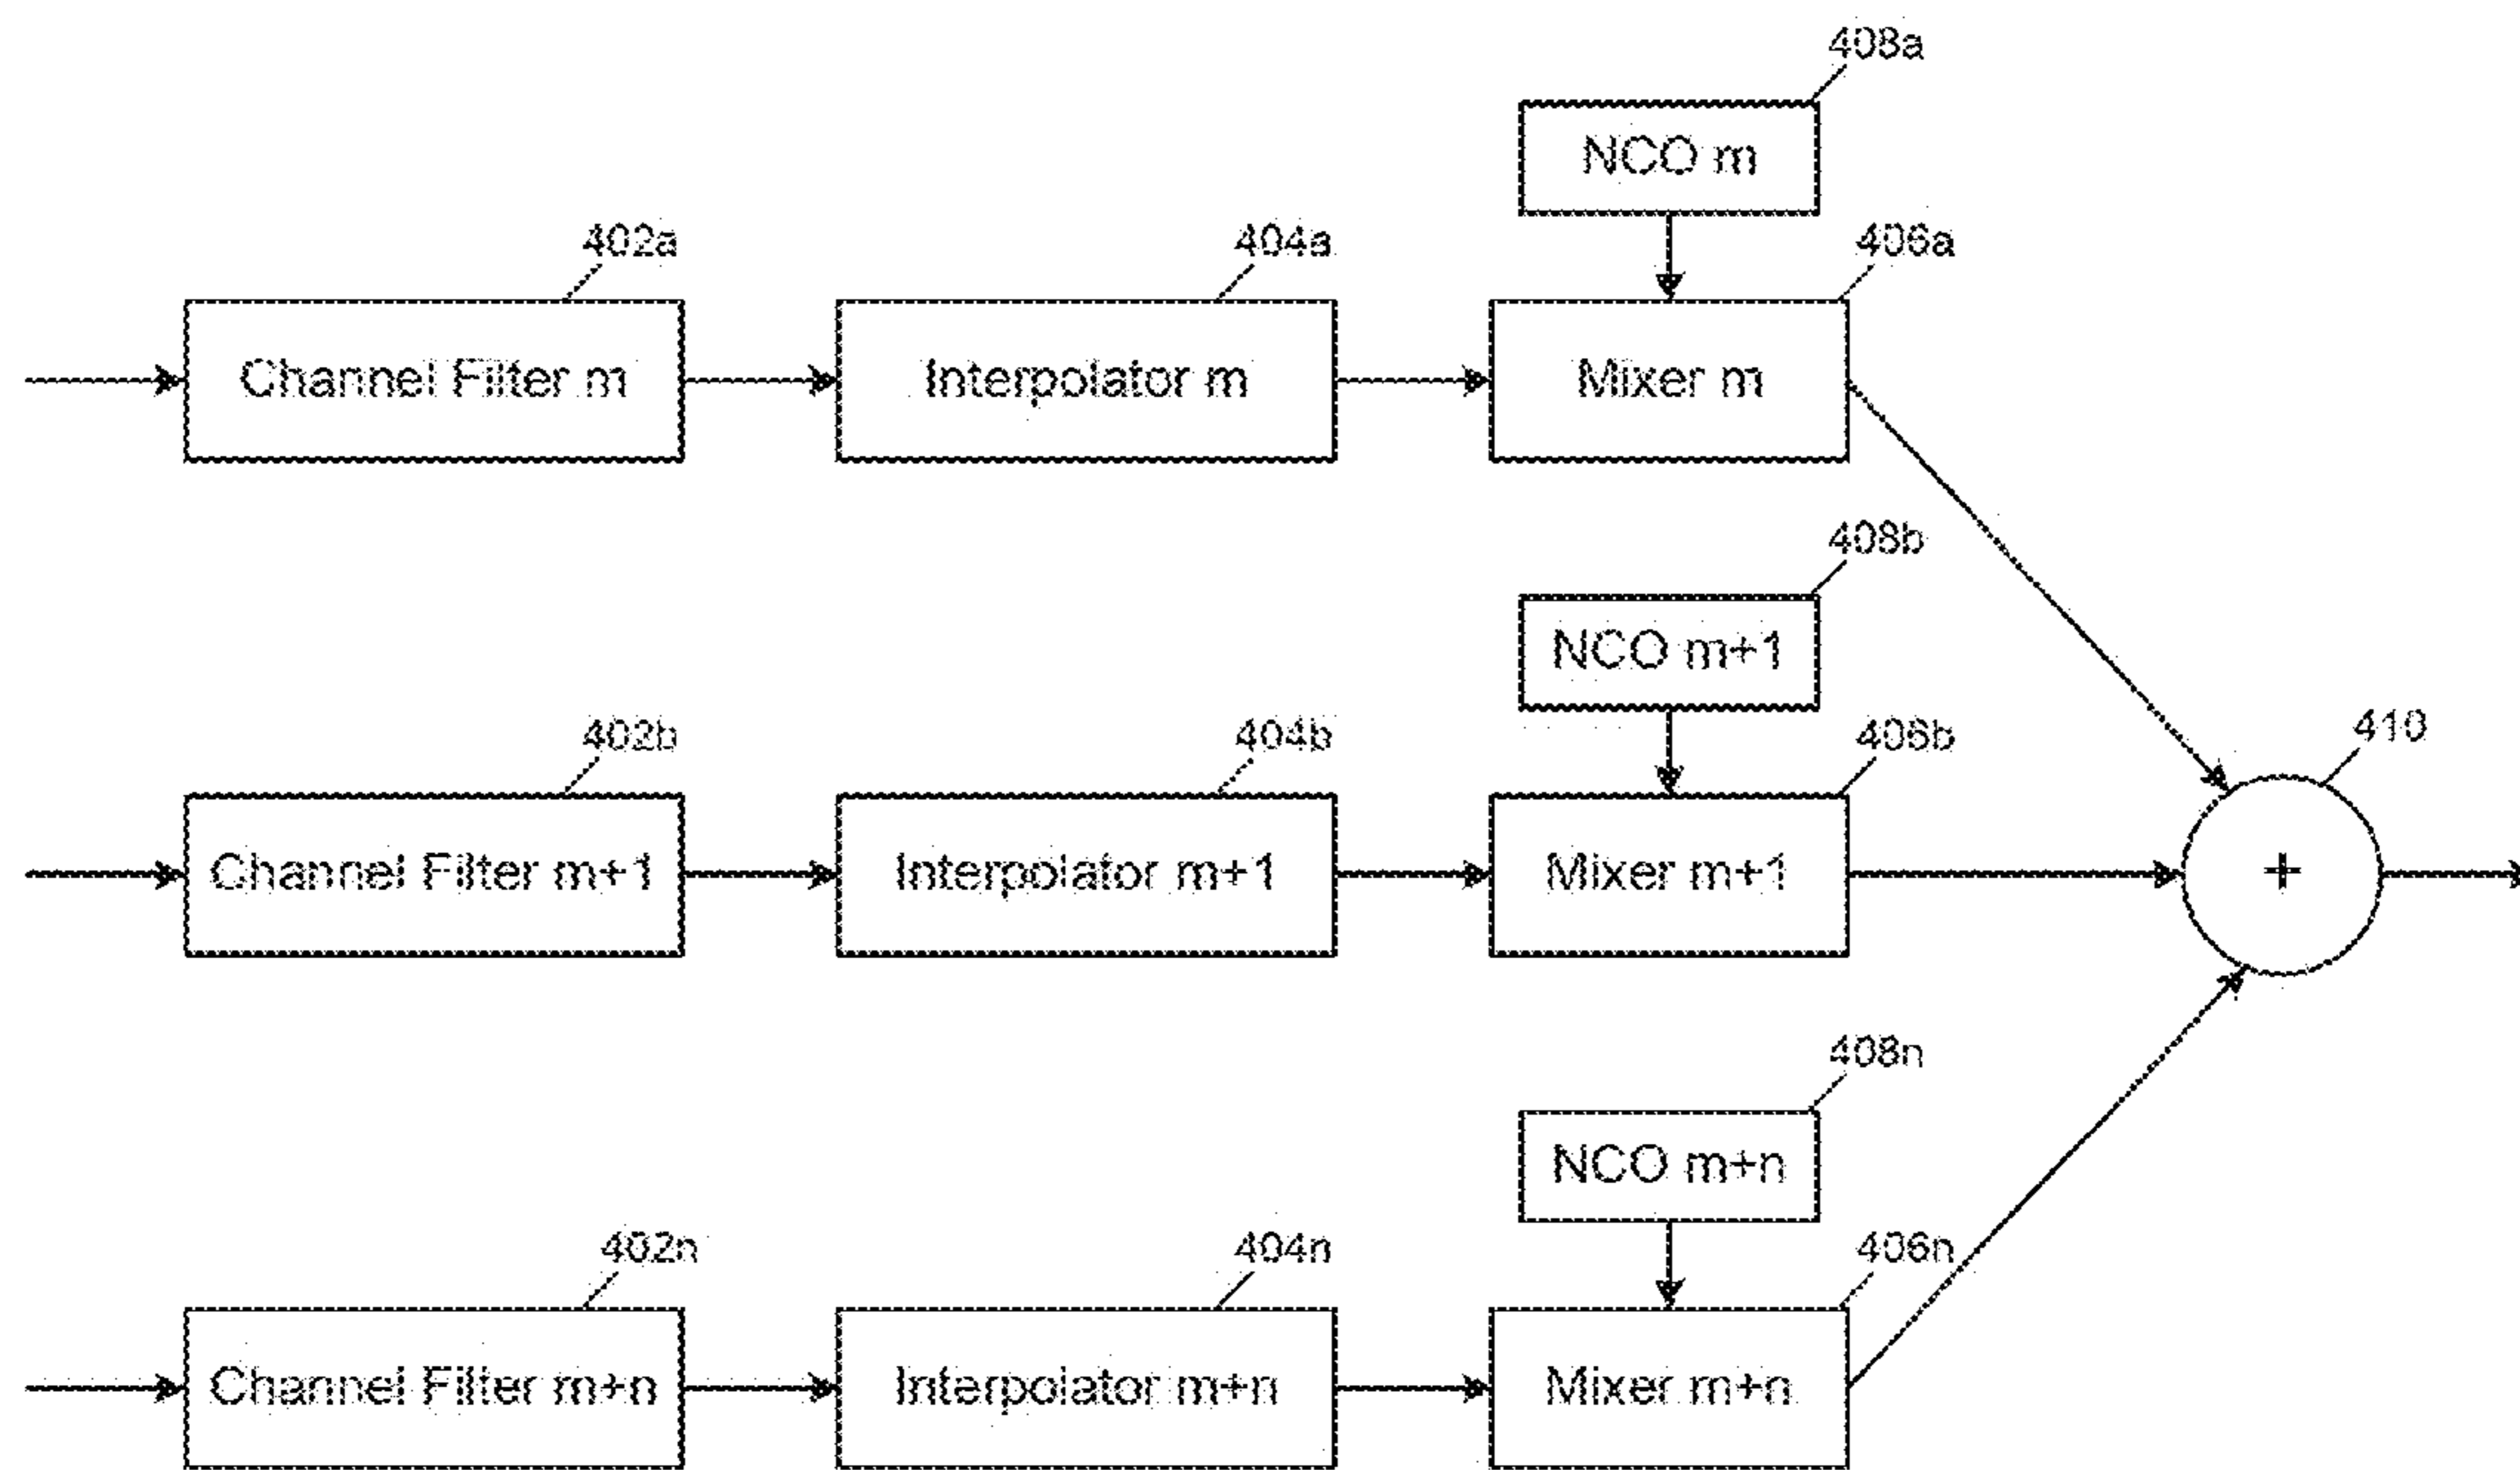 408a
NCO m
402a
404a
406a
Channel Filter m
Interpolator m
Mixer m
408b
NCO m+1
402b
404b
406b
410
Channel Filter m+1
Interpolator m+1
Mixer m+1
+
408n
NCO m+n
402n
404n
406n
Channel Filter m+n
Interpolator m+n
Mixer m+n